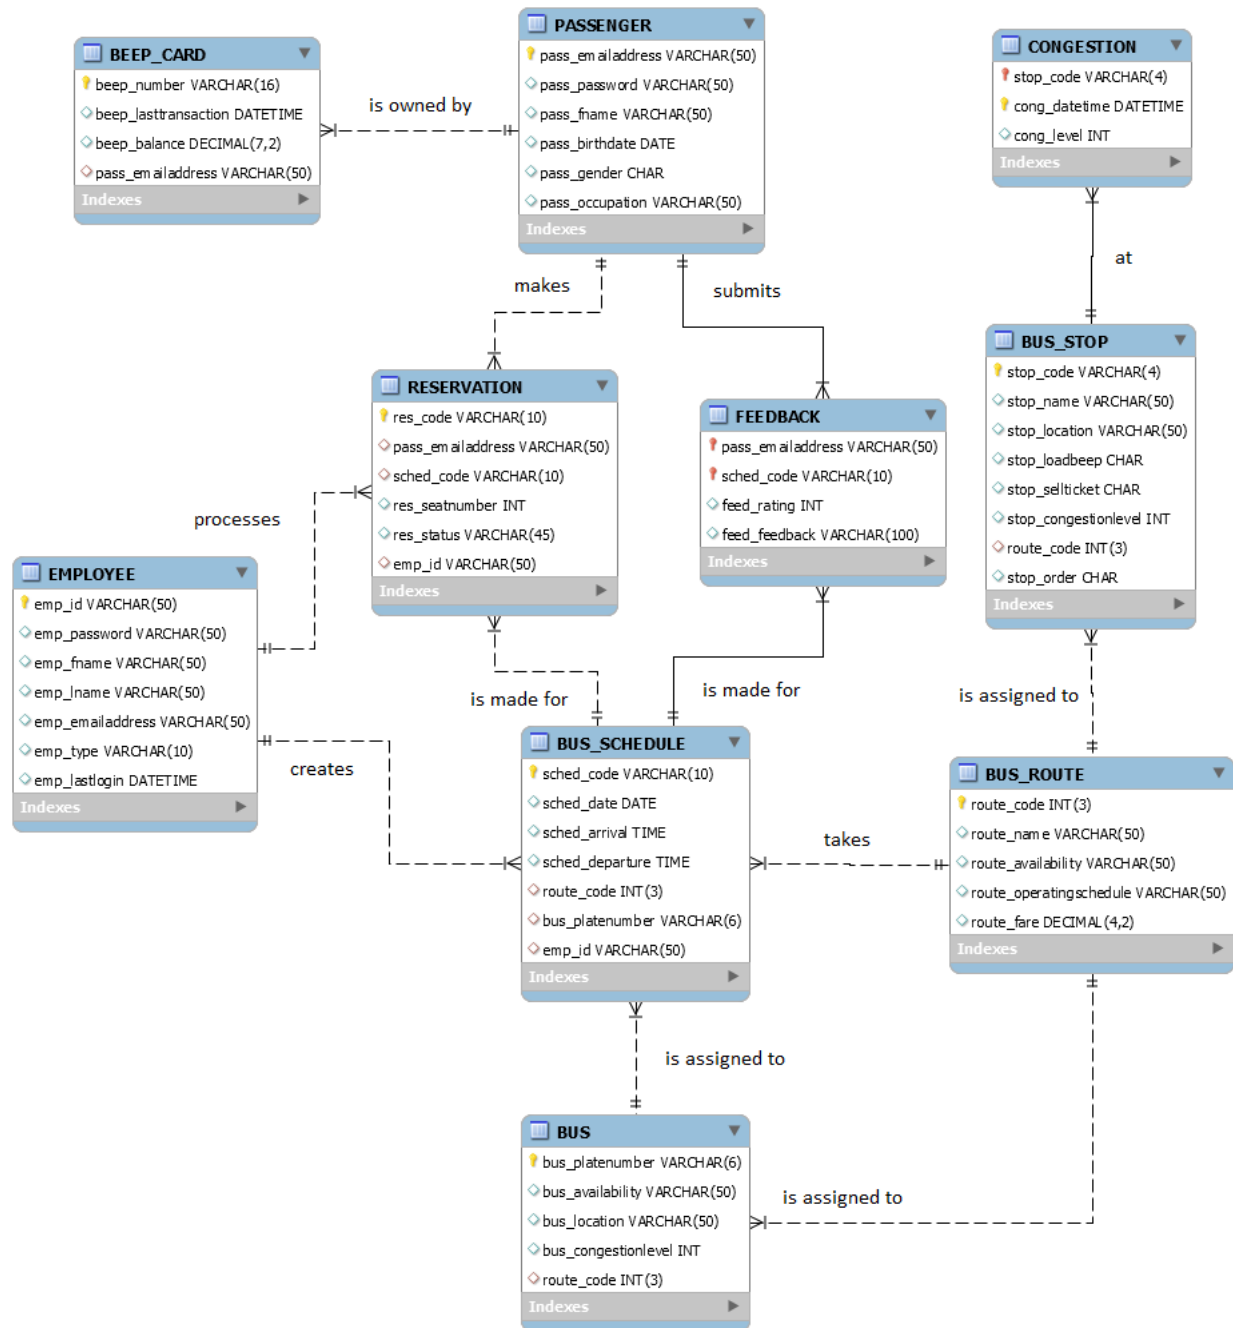 PASSENGER
pass_emailaddress VARCHAR(50)
pass_password VARCHAR(50)
pass_fname VARCHAR(50)
pass_birthdate DATE
pass_gender CHAR
pass_occupation VARCHAR(50)
Indexes
BEEP_CARD
beep_number VARCHAR(16)
beep_lasttransaction DATETIME
beep_balance DECIMAL(7,2)
pass_emailaddress VARCHAR(50)
Indexes
is owned by
CONGESTION
stop_code VARCHAR(4)
cong_datetime DATETIME
cong_level INT
Indexes
makes
submits
at
RESERVATION
res_code VARCHAR(10)
pass_emailaddress VARCHAR(50)
sched_code VARCHAR(10)
res_seatnumber INT
res_status VARCHAR(45)
emp_id VARCHAR(50)
Indexes
FEEDBACK
pass_emailaddress VARCHAR(50)
sched_code VARCHAR(10)
feed_rating INT
feed_feedback VARCHAR(100)
Indexes
BUS_STOP
stop_code VARCHAR(4)
stop_name VARCHAR(50)
stop_location VARCHAR(50)
stop_loadbeep CHAR
stop_sellticket CHAR
stop_congestionlevel INT
route_code INT(3)
stop_order CHAR
Indexes
processes
EMPLOYEE
emp_id VARCHAR(50)
emp_password VARCHAR(50)
emp_fname VARCHAR(50)
emp_lname VARCHAR(50)
emp_emailaddress VARCHAR(50)
emp_type VARCHAR(10)
emp_lastlogin DATETIME
Indexes
is made for
is made for
is assigned to
creates
BUS_SCHEDULE
sched_code VARCHAR(10)
sched_date DATE
sched_arrival TIME
sched_departure TIME
route_code INT(3)
bus_platenumber VARCHAR(6)
emp_id VARCHAR(50)
Indexes
takes
BUS_ROUTE
route_code INT(3)
route_name VARCHAR(50)
route_availability VARCHAR(50)
route_operatingschedule VARCHAR(50)
route_fare DECIMAL(4,2)
Indexes
is assigned to
BUS
bus_platenumber VARCHAR(6)
bus_availability VARCHAR(50)
bus_location VARCHAR(50)
bus_congestionlevel INT
route_code INT(3)
Indexes
is assigned to